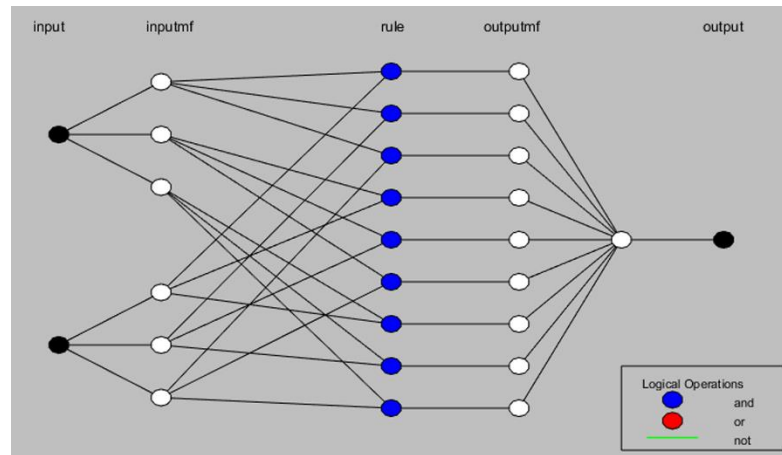 input inputmf rule outputmf output
Logical Operations
and
or
not